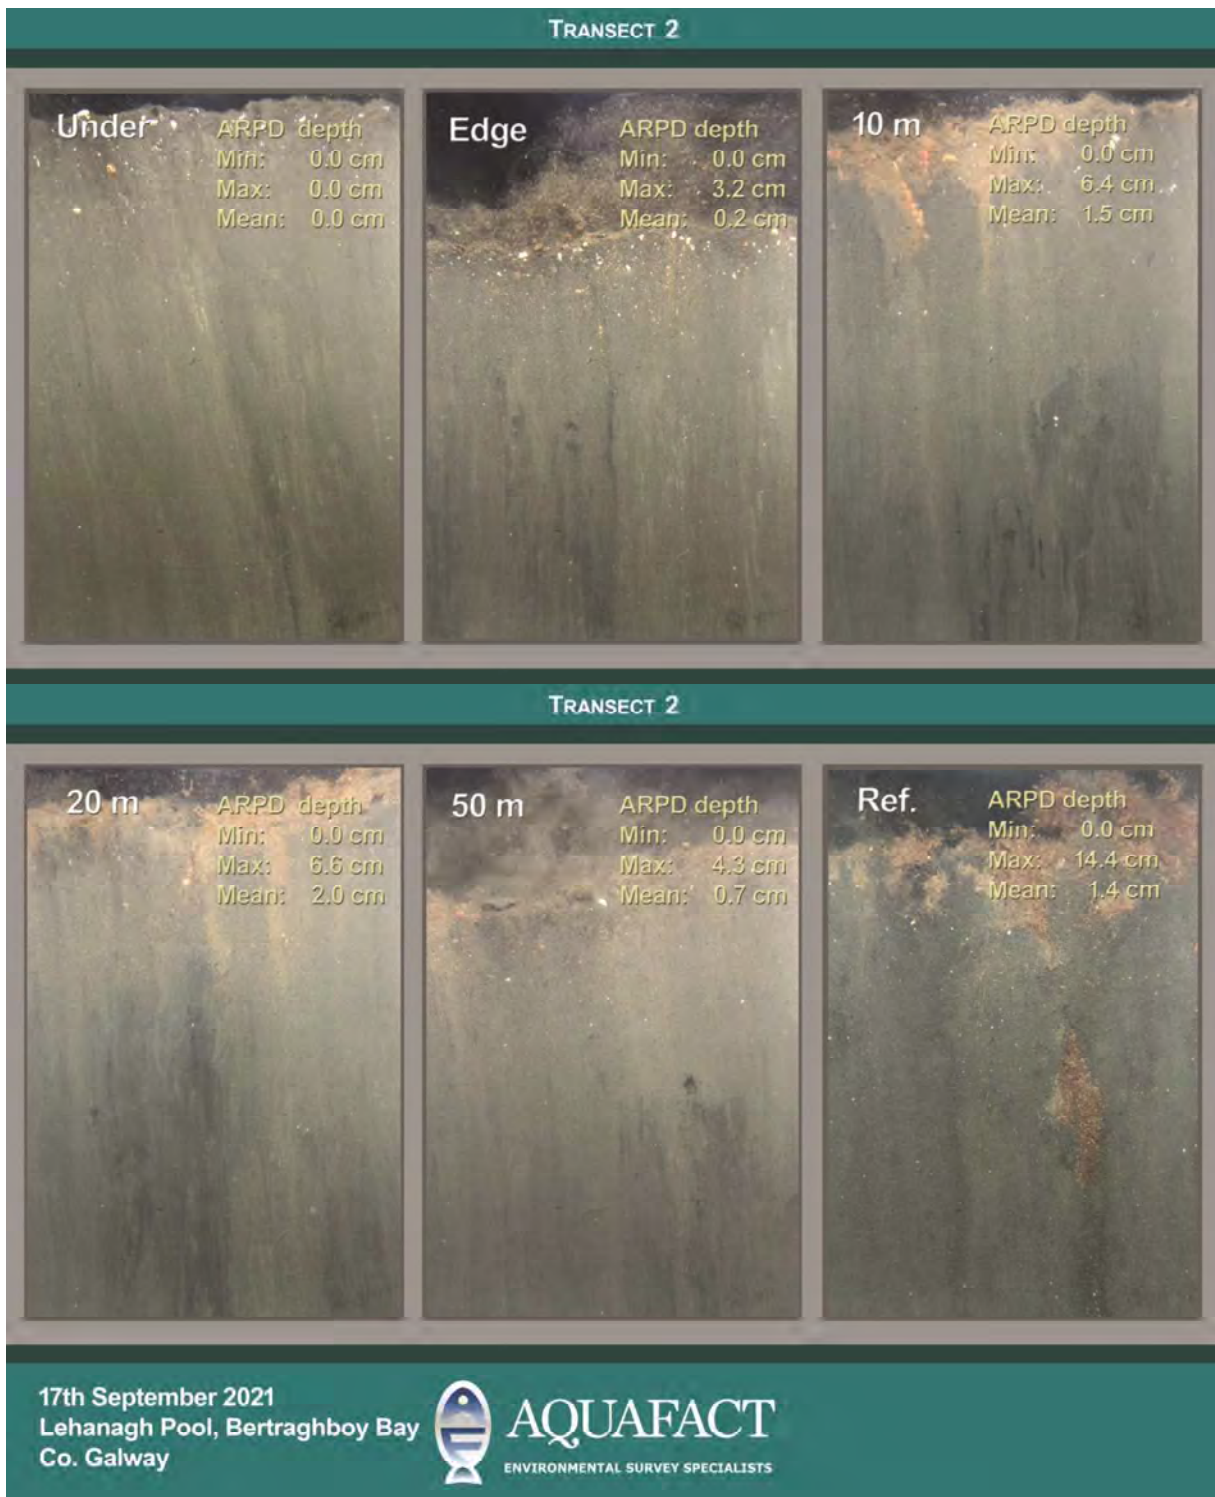 TRANSECT 2
Under
ARPD depth
Min: 0.0 cm
Max: 0.0 cm
Mean: 0.0 cm
Edge
ARPD depth
Min: 0.0 cm
Max: 3.2 cm
Mean: 0.2 cm
10 m
ARPD depth
Min: 0.0 cm
Max: 6.4 cm
Mean: 1.5 cm
TRANSECT 2
20 m
ARPD depth
Min: 0.0 cm
Max: 6.6 cm
Mean: 2.0 cm
50 m
ARPD depth
Min: 0.0 cm
Max: 4.3 cm
Mean: 0.7 cm
Ref.
ARPD depth
Min: 0.0 cm
Max: 14.4 cm
Mean: 1.4 cm
17th September 2021
Lehanagh Pool, Bertraghboy Bay
Co. Galway
AQUAFACT
ENVIRONMENTAL SURVEY SPECIALISTS